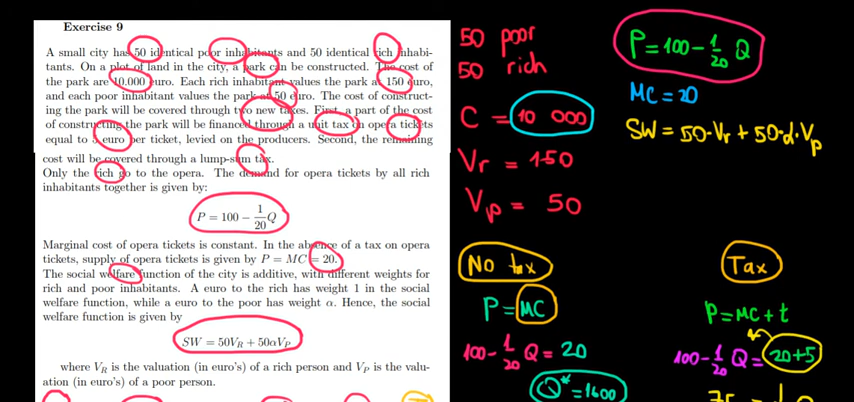 Exercise 9
A small city has 50 identical poor inhabitants and 50 identical rich inhabi-
tants. On a plot of land in the city, a park can be constructed. The cost of
the park are 10,000 euro. Each rich inhabitant values the park at 150 euro,
and each poor inhabitant values the park at 50 euro. The cost of construct-
ing the park will be covered through two new taxes. First, a part of the cost
of constructing the park will be financed through a unit tax on opera tickets
equal to 5 euro per ticket, levied on the producers. Second, the remaining
cost will be covered through a lump-sum tax.
Only the rich go to the opera. The demand for opera tickets by all rich
inhabitants together is given by:
P = 100 − 1/20 Q
Marginal cost of opera tickets is constant. In the absence of a tax on opera
tickets, supply of opera tickets is given by P = MC = 20.
The social welfare function of the city is additive, with different weights for
rich and poor inhabitants. A euro to the rich has weight 1 in the social
welfare function, while a euro to the poor has weight α. Hence, the social
welfare function is given by
SW = 50V_R + 50αV_P
where V_R is the valuation (in euro's) of a rich person and V_P is the valu-
ation (in euro's) of a poor person.
50 poor
50 rich
C = 10 000
Vr = 150
Vp = 50
P = 100 - 1/20 Q
MC = 20
SW = 50·Vr + 50·α·Vp
No tax
P = MC
100 - 1/20 Q = 20
Q* = 1600
Tax
P = MC + t
100 - 1/20 Q = 20+5